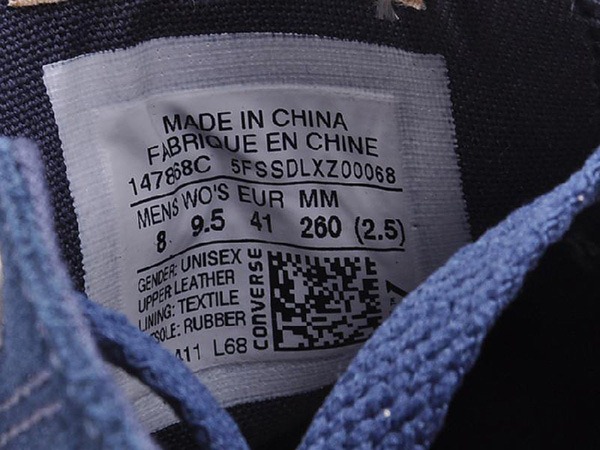 MADE IN CHINA
FABRIQUE EN CHINE
147868C 5FSSDLXZ00068
MENS WO'S EUR MM
8 9.5 41 260 (2.5)
GENDER: UNISEX
UPPER: LEATHER
LINING: TEXTILE
SOLE: RUBBER
A11 L68
CONVERSE